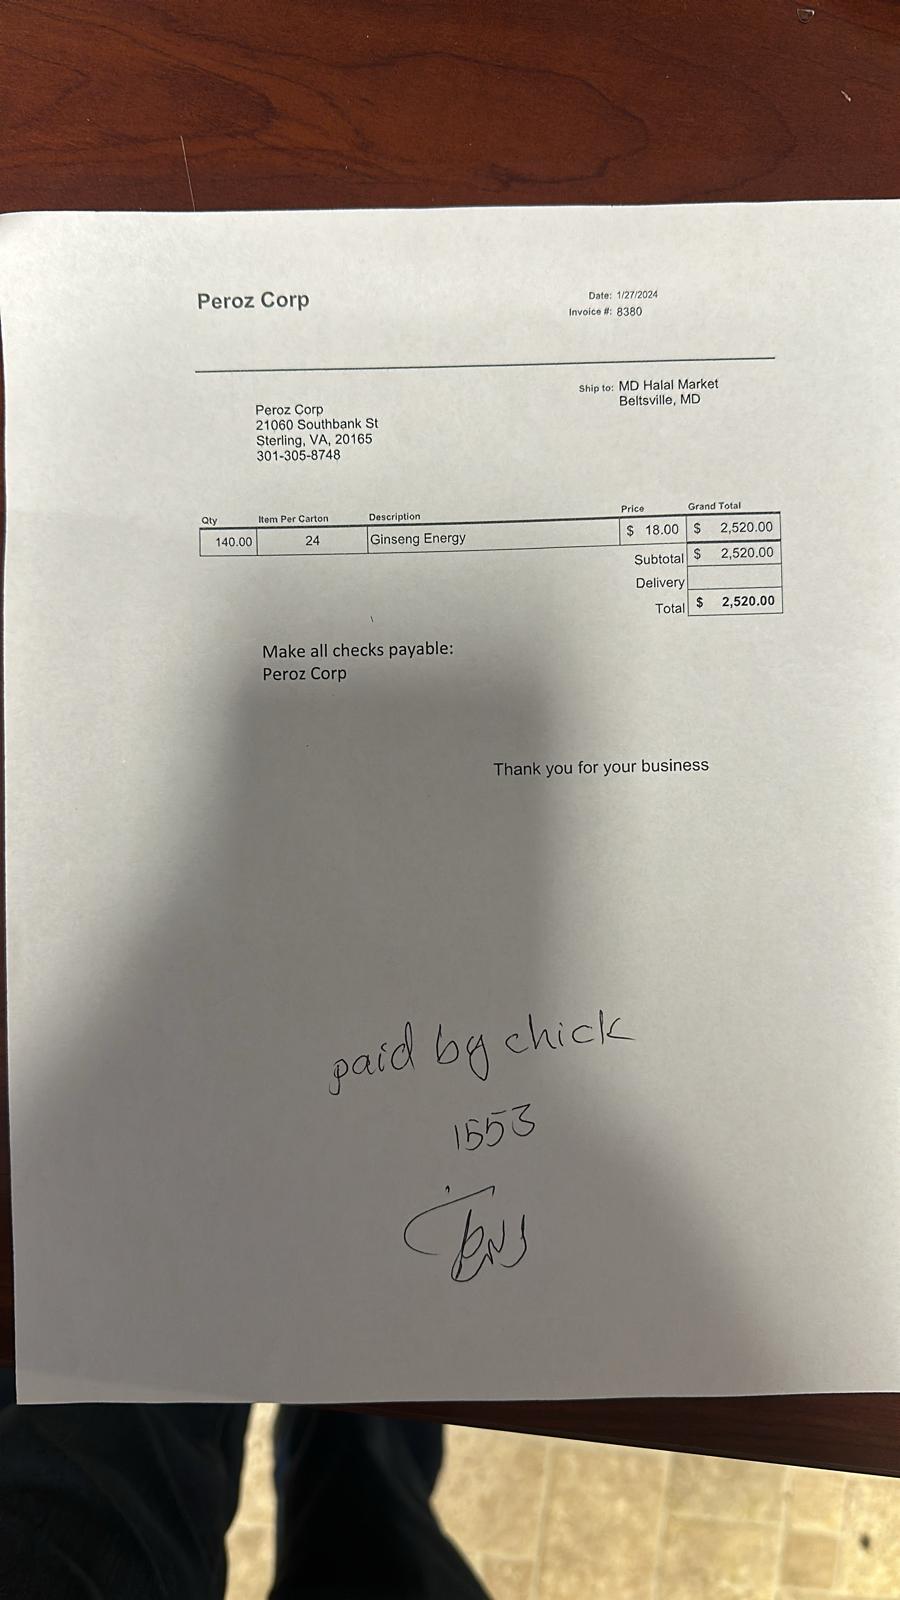 Peroz Corp
Date: 1/27/2024
Invoice #: 8380
Ship to: MD Halal Market
Beltsville, MD
Peroz Corp
21060 Southbank St
Sterling, VA, 20165
301-305-8748
Qty Item Per Carton Description Price Grand Total
140.00 24 Ginseng Energy $ 18.00 $ 2,520.00
Subtotal $ 2,520.00
Delivery
Total $ 2,520.00
Make all checks payable:
Peroz Corp
Thank you for your business
paid by chick
1553